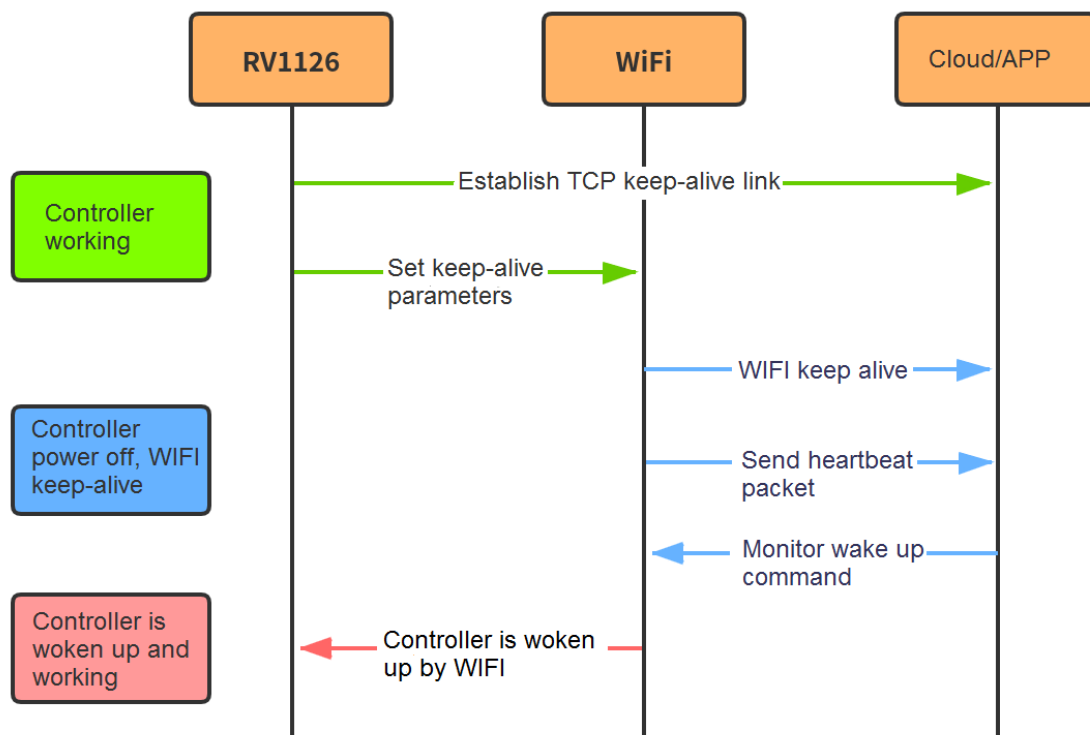 RV1126
WiFi
Cloud/APP
Establish TCP keep-alive link
Controller
working
Set keep-alive
parameters
WIFI keep alive
Controller
power off, WIFI
keep-alive
Send heartbeat
packet
Monitor wake up
command
Controller is
woken up and
working
Controller is woken
up by WIFI